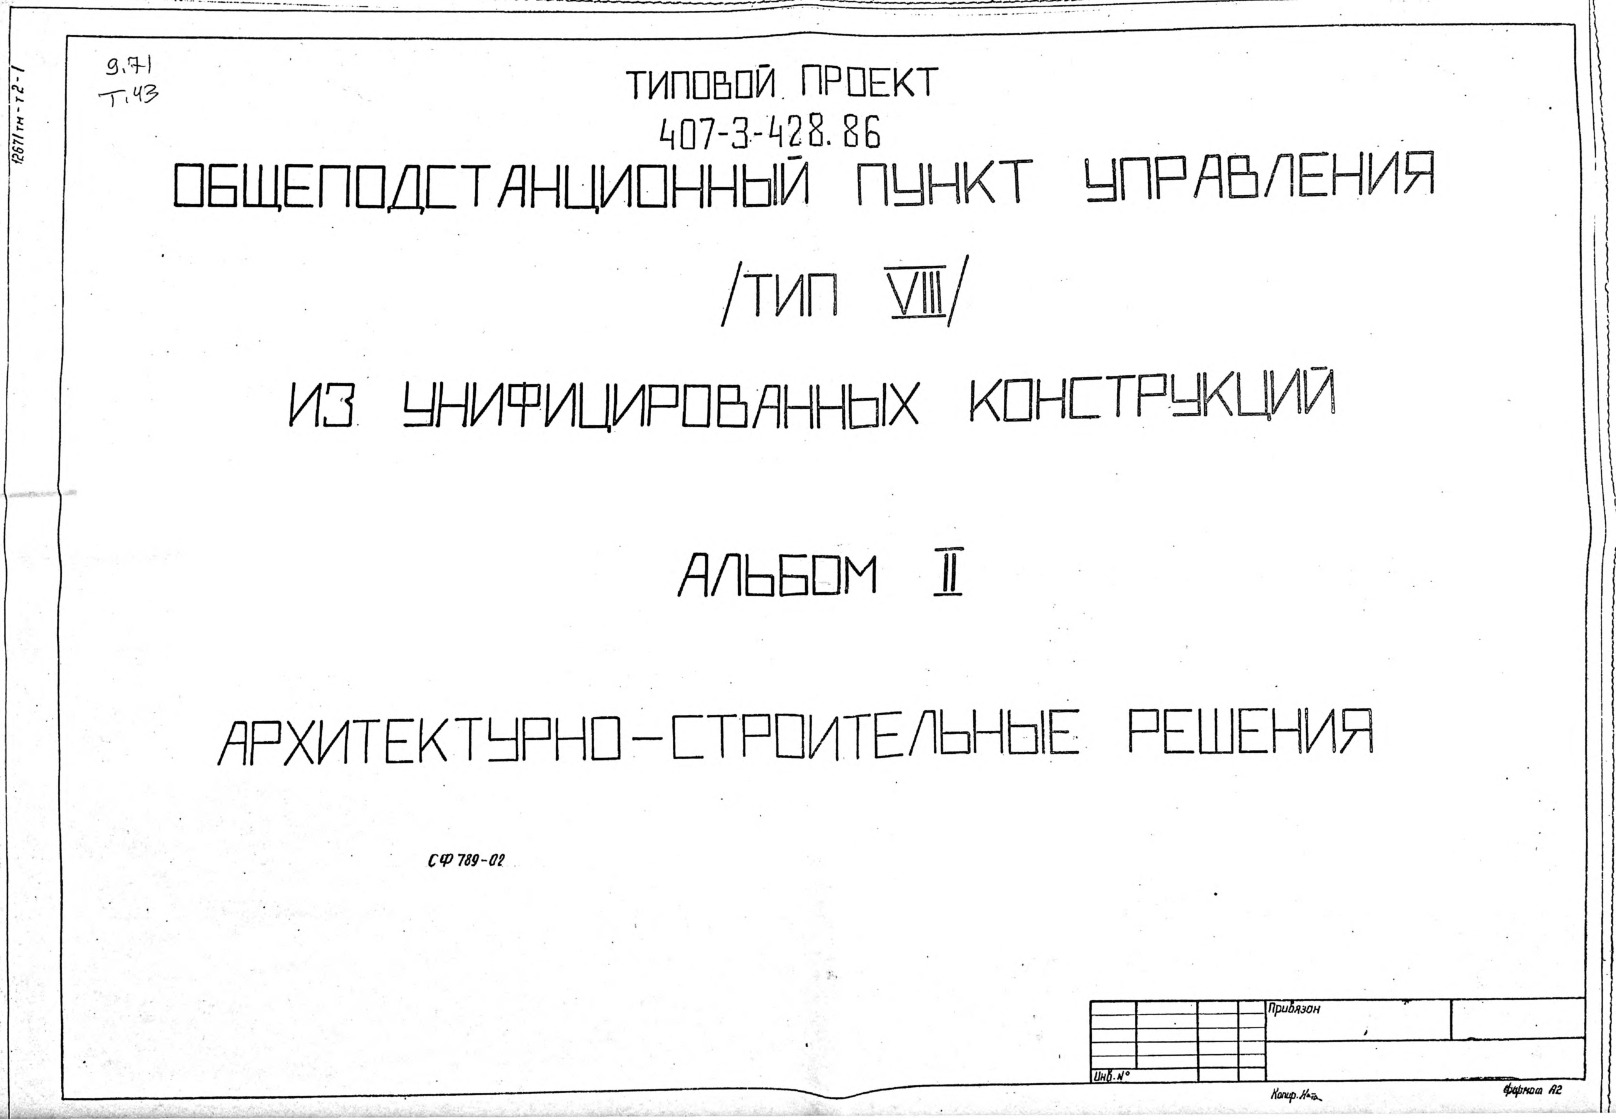 9.71
Т.43
12671тм-т2-1
ТИПОВОЙ ПРОЕКТ
407-3-428.86
ОБЩЕПОДСТАНЦИОННЫЙ ПУНКТ УПРАВЛЕНИЯ
/ТИП VIII/
ИЗ УНИФИЦИРОВАННЫХ КОНСТРУКЦИЙ
АЛЬБОМ II
АРХИТЕКТУРНО-СТРОИТЕЛЬНЫЕ РЕШЕНИЯ
СФ 789-02
Привязан
Инв. №
Копир.
Формат А2